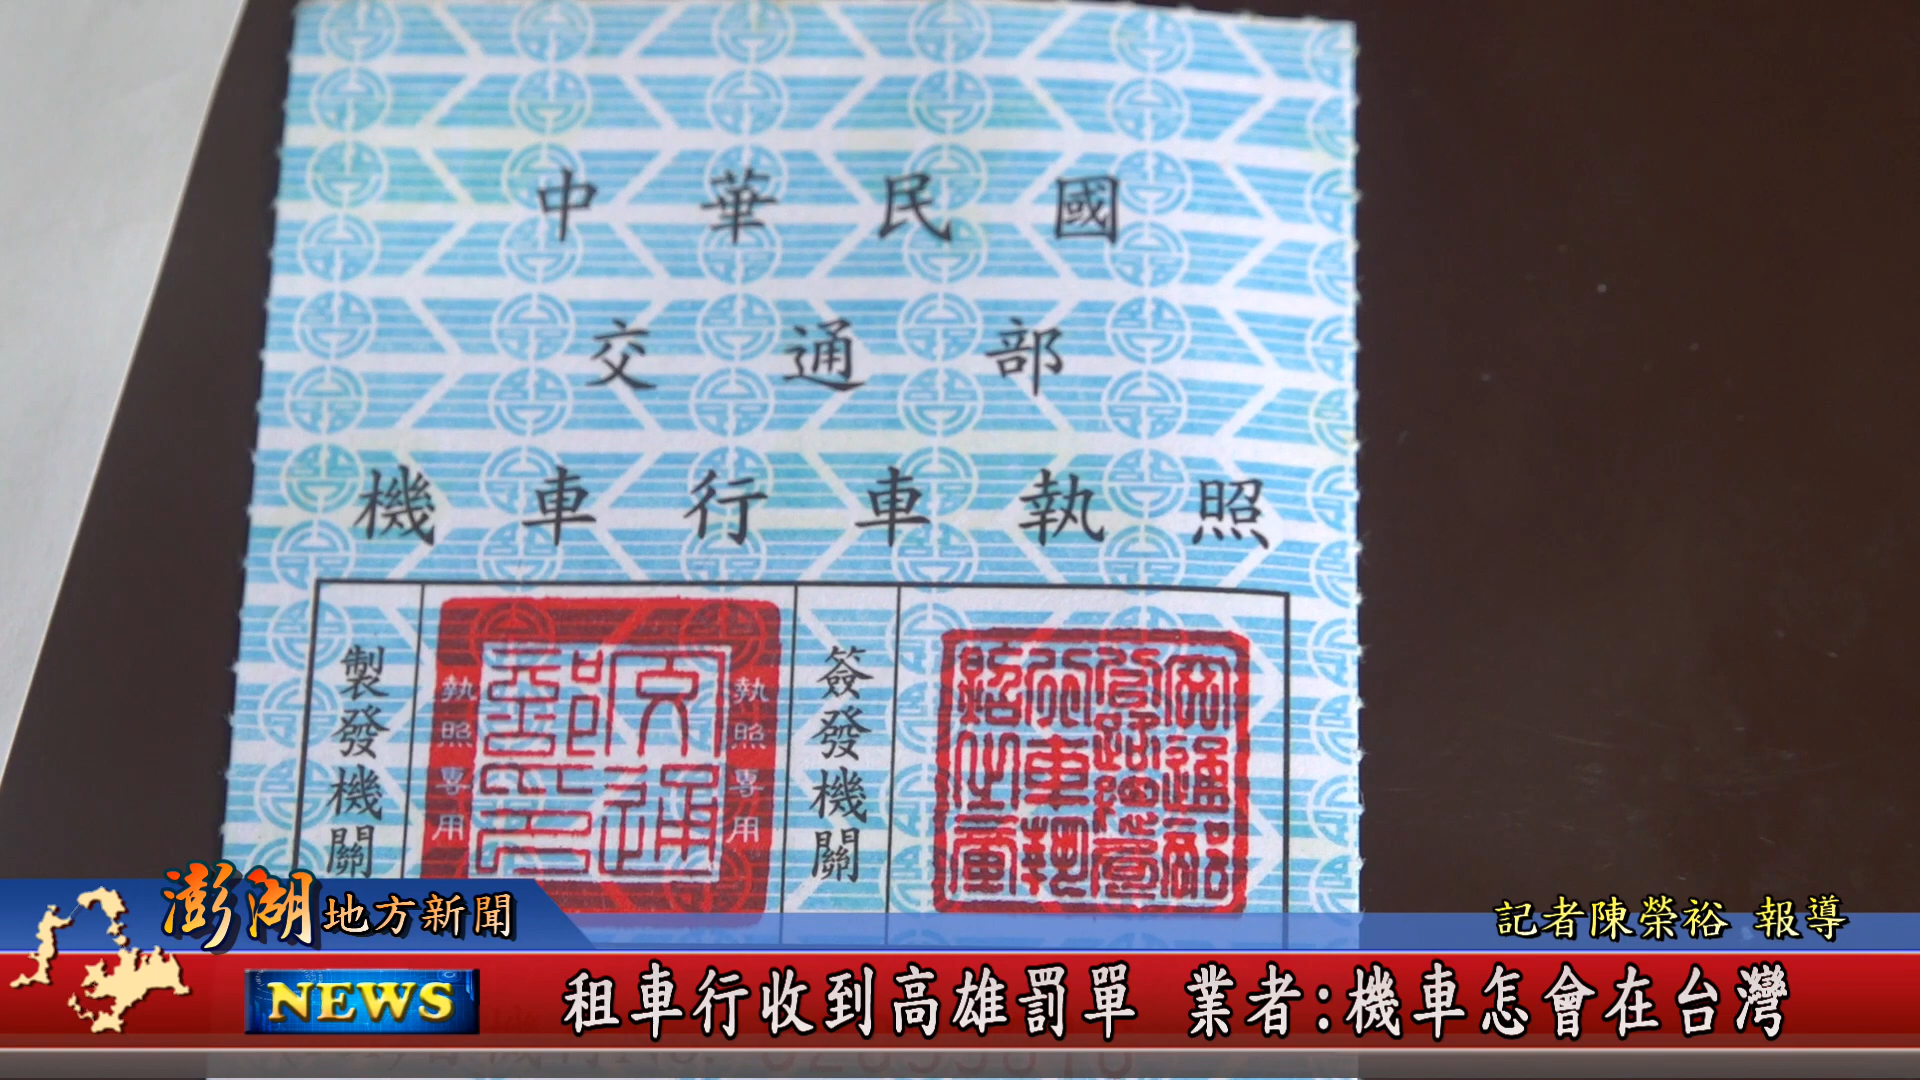 中華民國
交通部
機車行車執照
製發機關
執照專用
執照專用
簽發機關
澎湖地方新聞
記者陳榮裕 報導
NEWS
租車行收到高雄罰單 業者:機車怎會在台灣